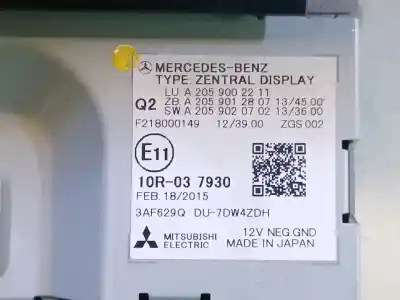 MERCEDES-BENZ
TYPE: ZENTRAL DISPLAY
LU A 205 900 22 11
Q2 ZB A 205 901 28 07 13/45.00
SW A 205 902 07 02 13/36 00
F218000149 12/39.00 ZGS 002
E11
10R-03 7930
FEB. 18/2015
3AF629Q DU-7DW4ZDH
MITSUBISHI ELECTRIC
12V NEG.GND
MADE IN JAPAN